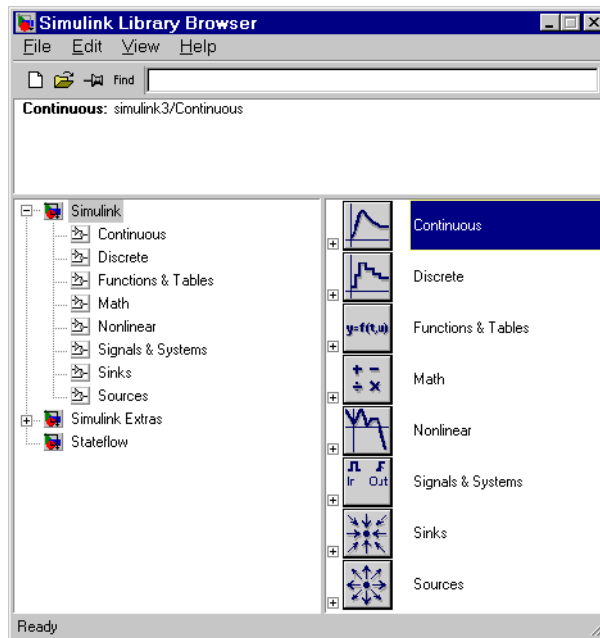 Simulink Library Browser
File Edit View Help
Find
Continuous: simulink3/Continuous
Simulink
Continuous
Discrete
Functions & Tables
Math
Nonlinear
Signals & Systems
Sinks
Sources
Simulink Extras
Stateflow
Continuous
Discrete
y=f(t,u)
Functions & Tables
Math
Nonlinear
In Out
Signals & Systems
Sinks
Sources
Ready